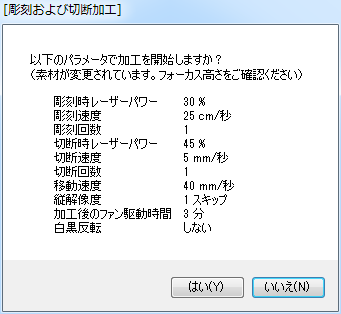 [彫刻および切断加工]
以下のパラメータで加工を開始しますか？
（素材が変更されています。フォーカス高さをご確認ください）
彫刻時レーザーパワー 30 %
彫刻速度 25 cm/秒
彫刻回数 1
切断時レーザーパワー 45 %
切断速度 5 mm/秒
切断回数 1
移動速度 40 mm/秒
縦解像度 1 スキップ
加工後のファン駆動時間 3 分
白黒反転 しない
はい(Y) いいえ(N)